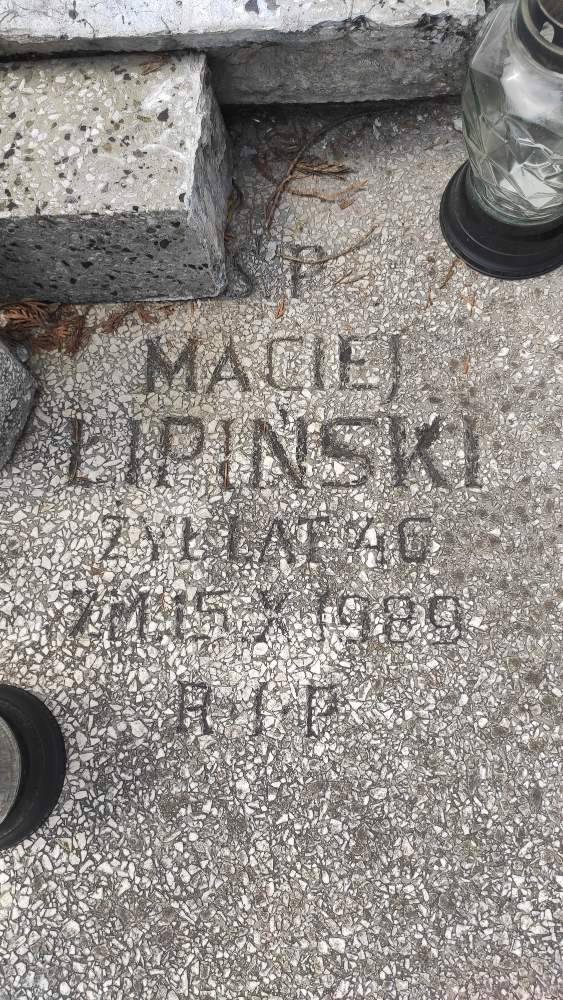 P
MACIEJ
LIPIŃSKI
ŻYŁ LAT 46
ZM 15 X 1989
R.I.P